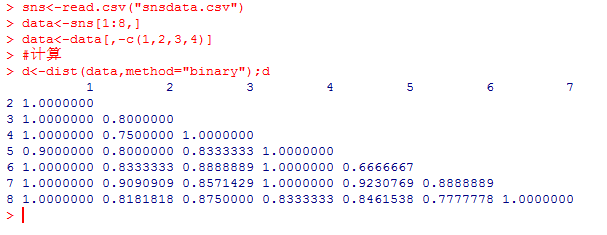 > sns<-read.csv("snsdata.csv")
> data<-sns[1:8,]
> data<-data[,-c(1,2,3,4)]
> #计算
> d<-dist(data,method="binary");d
          1         2         3         4         5         6         7
2 1.0000000
3 1.0000000 0.8000000
4 1.0000000 0.7500000 1.0000000
5 0.9000000 0.8000000 0.8333333 1.0000000
6 1.0000000 0.8333333 0.8888889 1.0000000 0.6666667
7 1.0000000 0.9090909 0.8571429 1.0000000 0.9230769 0.8888889
8 1.0000000 0.8181818 0.8750000 0.8333333 0.8461538 0.7777778 1.0000000
>